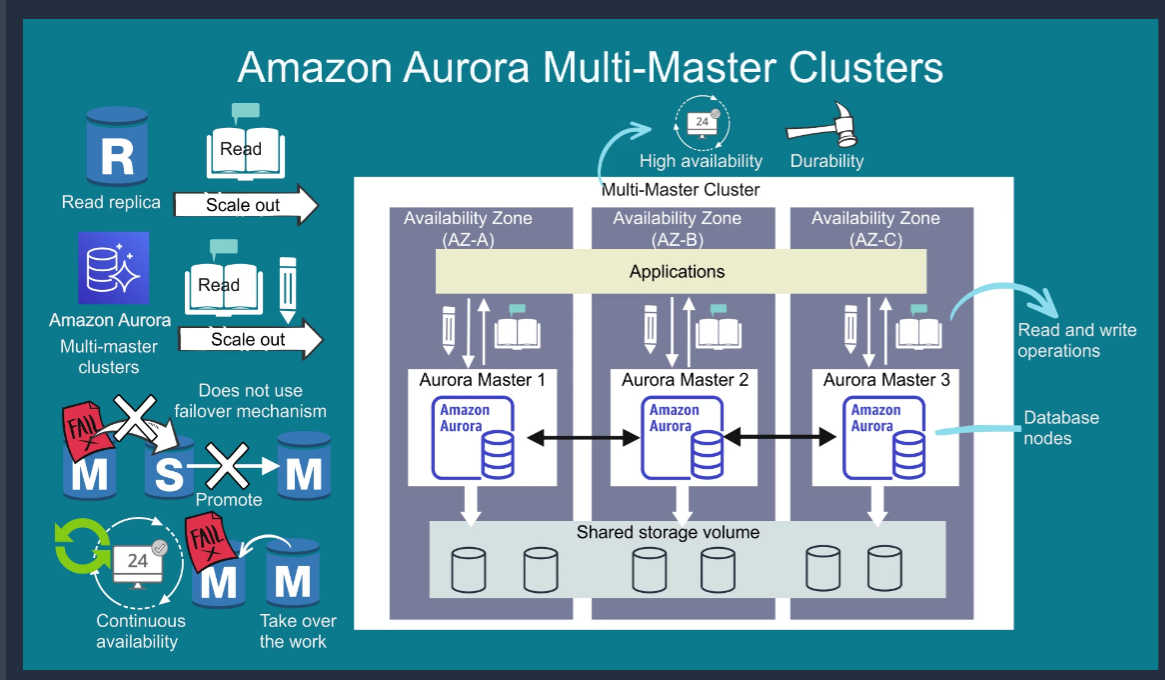 Amazon Aurora Multi-Master Clusters
R
Read
Read replica
Scale out
Read
Amazon Aurora
Multi-master
clusters
Scale out
Does not use
failover mechanism
FAIL
X
M
S
M
Promote
24
FAIL
X
M
M
Continuous
availability
Take over
the work
24
High availability
Durability
Multi-Master Cluster
Availability Zone
(AZ-A)
Availability Zone
(AZ-B)
Availability Zone
(AZ-C)
Applications
Read and write
operations
Aurora Master 1
Aurora Master 2
Aurora Master 3
Amazon
Aurora
Amazon
Aurora
Amazon
Aurora
Database
nodes
Shared storage volume